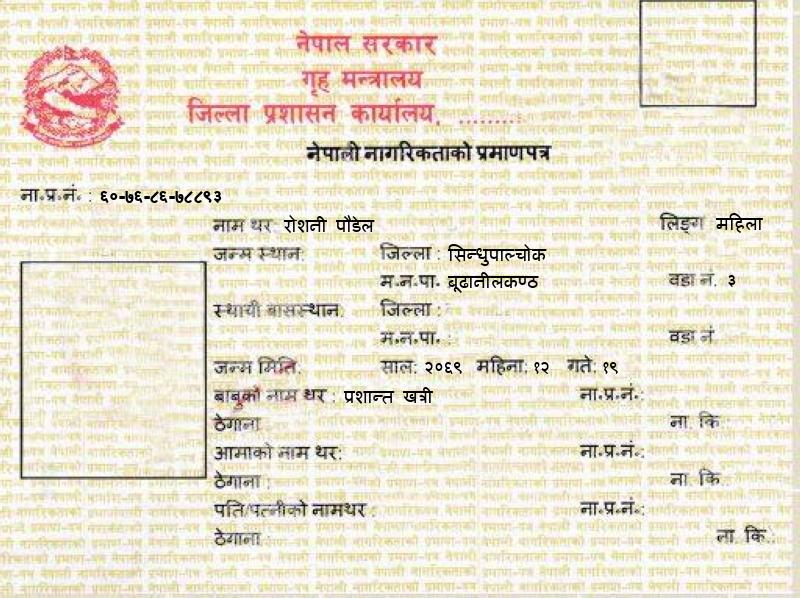 नेपाल सरकार
गृह मन्त्रालय
जिल्ला प्रशासन कार्यालय, .........
नेपाली नागरिकताको प्रमाणपत्र
ना.प्र.नं. : ६०-७६-८६-७८८९३
नाम थर रोशनी पौडेल लिङ्ग महिला
जन्म स्थान: जिल्ला : सिन्धुपाल्चोक
म.न.पा. बूढानीलकण्ठ वडा नं. ३
स्थायी बासस्थान: जिल्ला :
म.न.पा. : वडा नं
जन्म मिति: साल: २०६९ महिना: १२ गते: १९
बाबुको नाम थर : प्रशान्त खत्री ना.प्र.नं.:
ठेगाना ना. कि.:
आमाको नाम थर: ना.प्र.नं.:
ठेगाना : ना. कि
पति/पत्नीको नामथर : ना.प्र.नं.:
ठेगाना : ना. कि.: